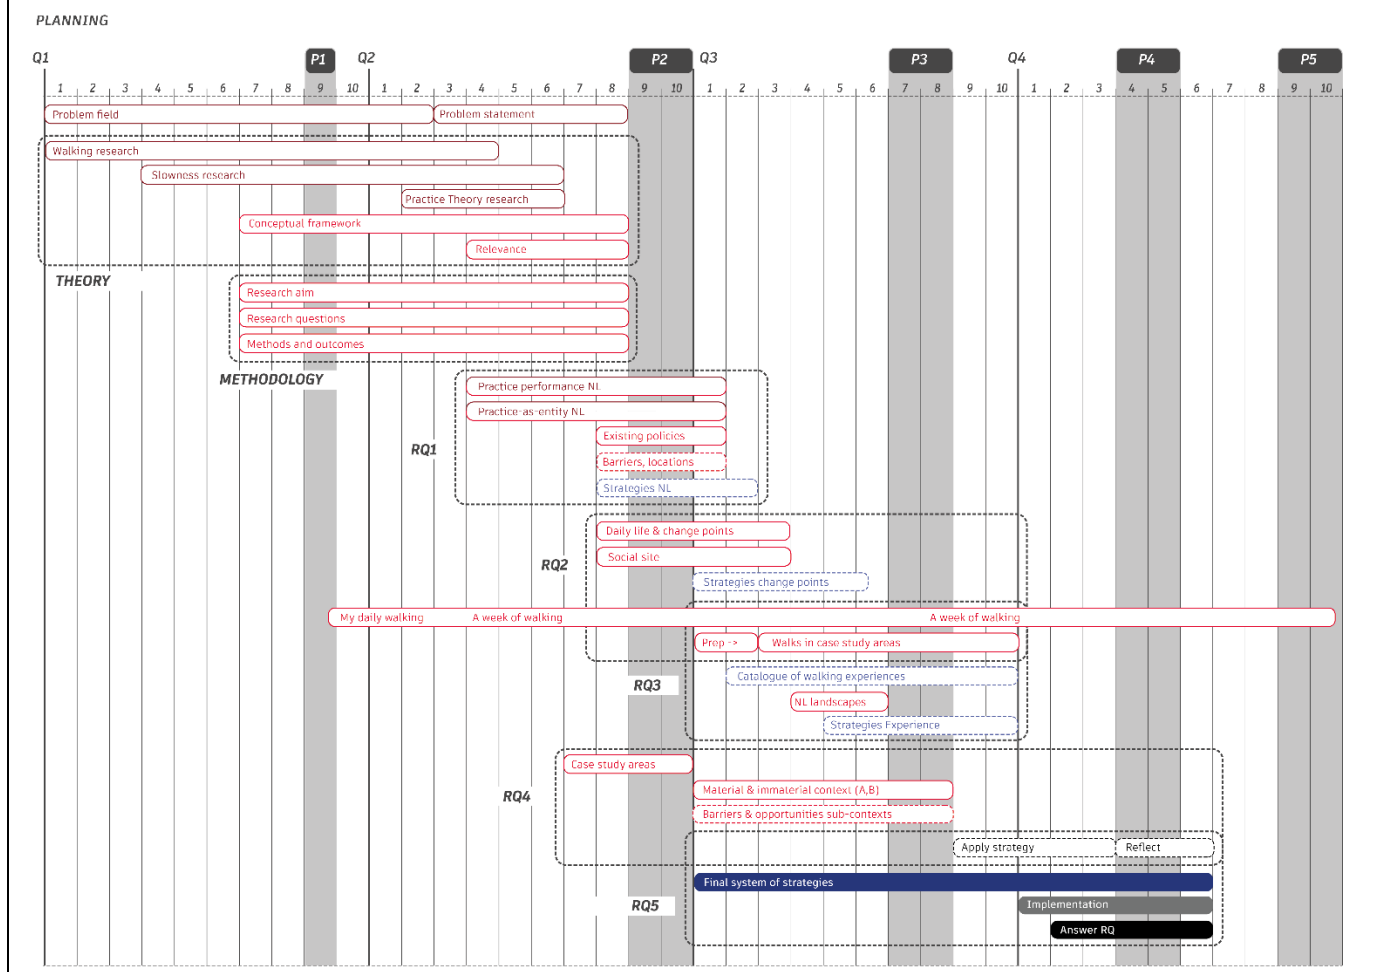 PLANNING
Q1 P1 Q2 P2 Q3 P3 Q4 P4 P5
1 2 3 4 5 6 7 8 9 10 1 2 3 4 5 6 7 8 9 10 1 2 3 4 5 6 7 8 9 10 1 2 3 4 5 6 7 8 9 10
Problem field Problem statement
Walking research
Slowness research
Practice Theory research
Conceptual framework
Relevance
THEORY
Research aim
Research questions
Methods and outcomes
METHODOLOGY
Practice performance NL
Practice-as-entity NL
Existing policies
RQ1
Barriers, locations
Strategies NL
Daily life & change points
Social site
RQ2
Strategies change points
My daily walking A week of walking A week of walking
Prep -> Walks in case study areas
Catalogue of walking experiences
RQ3
NL landscapes
Strategies Experience
Case study areas
Material & immaterial context (A,B)
RQ4
Barriers & opportunities sub-contexts
Apply strategy Reflect
Final system of strategies
RQ5
Implementation
Answer RQ